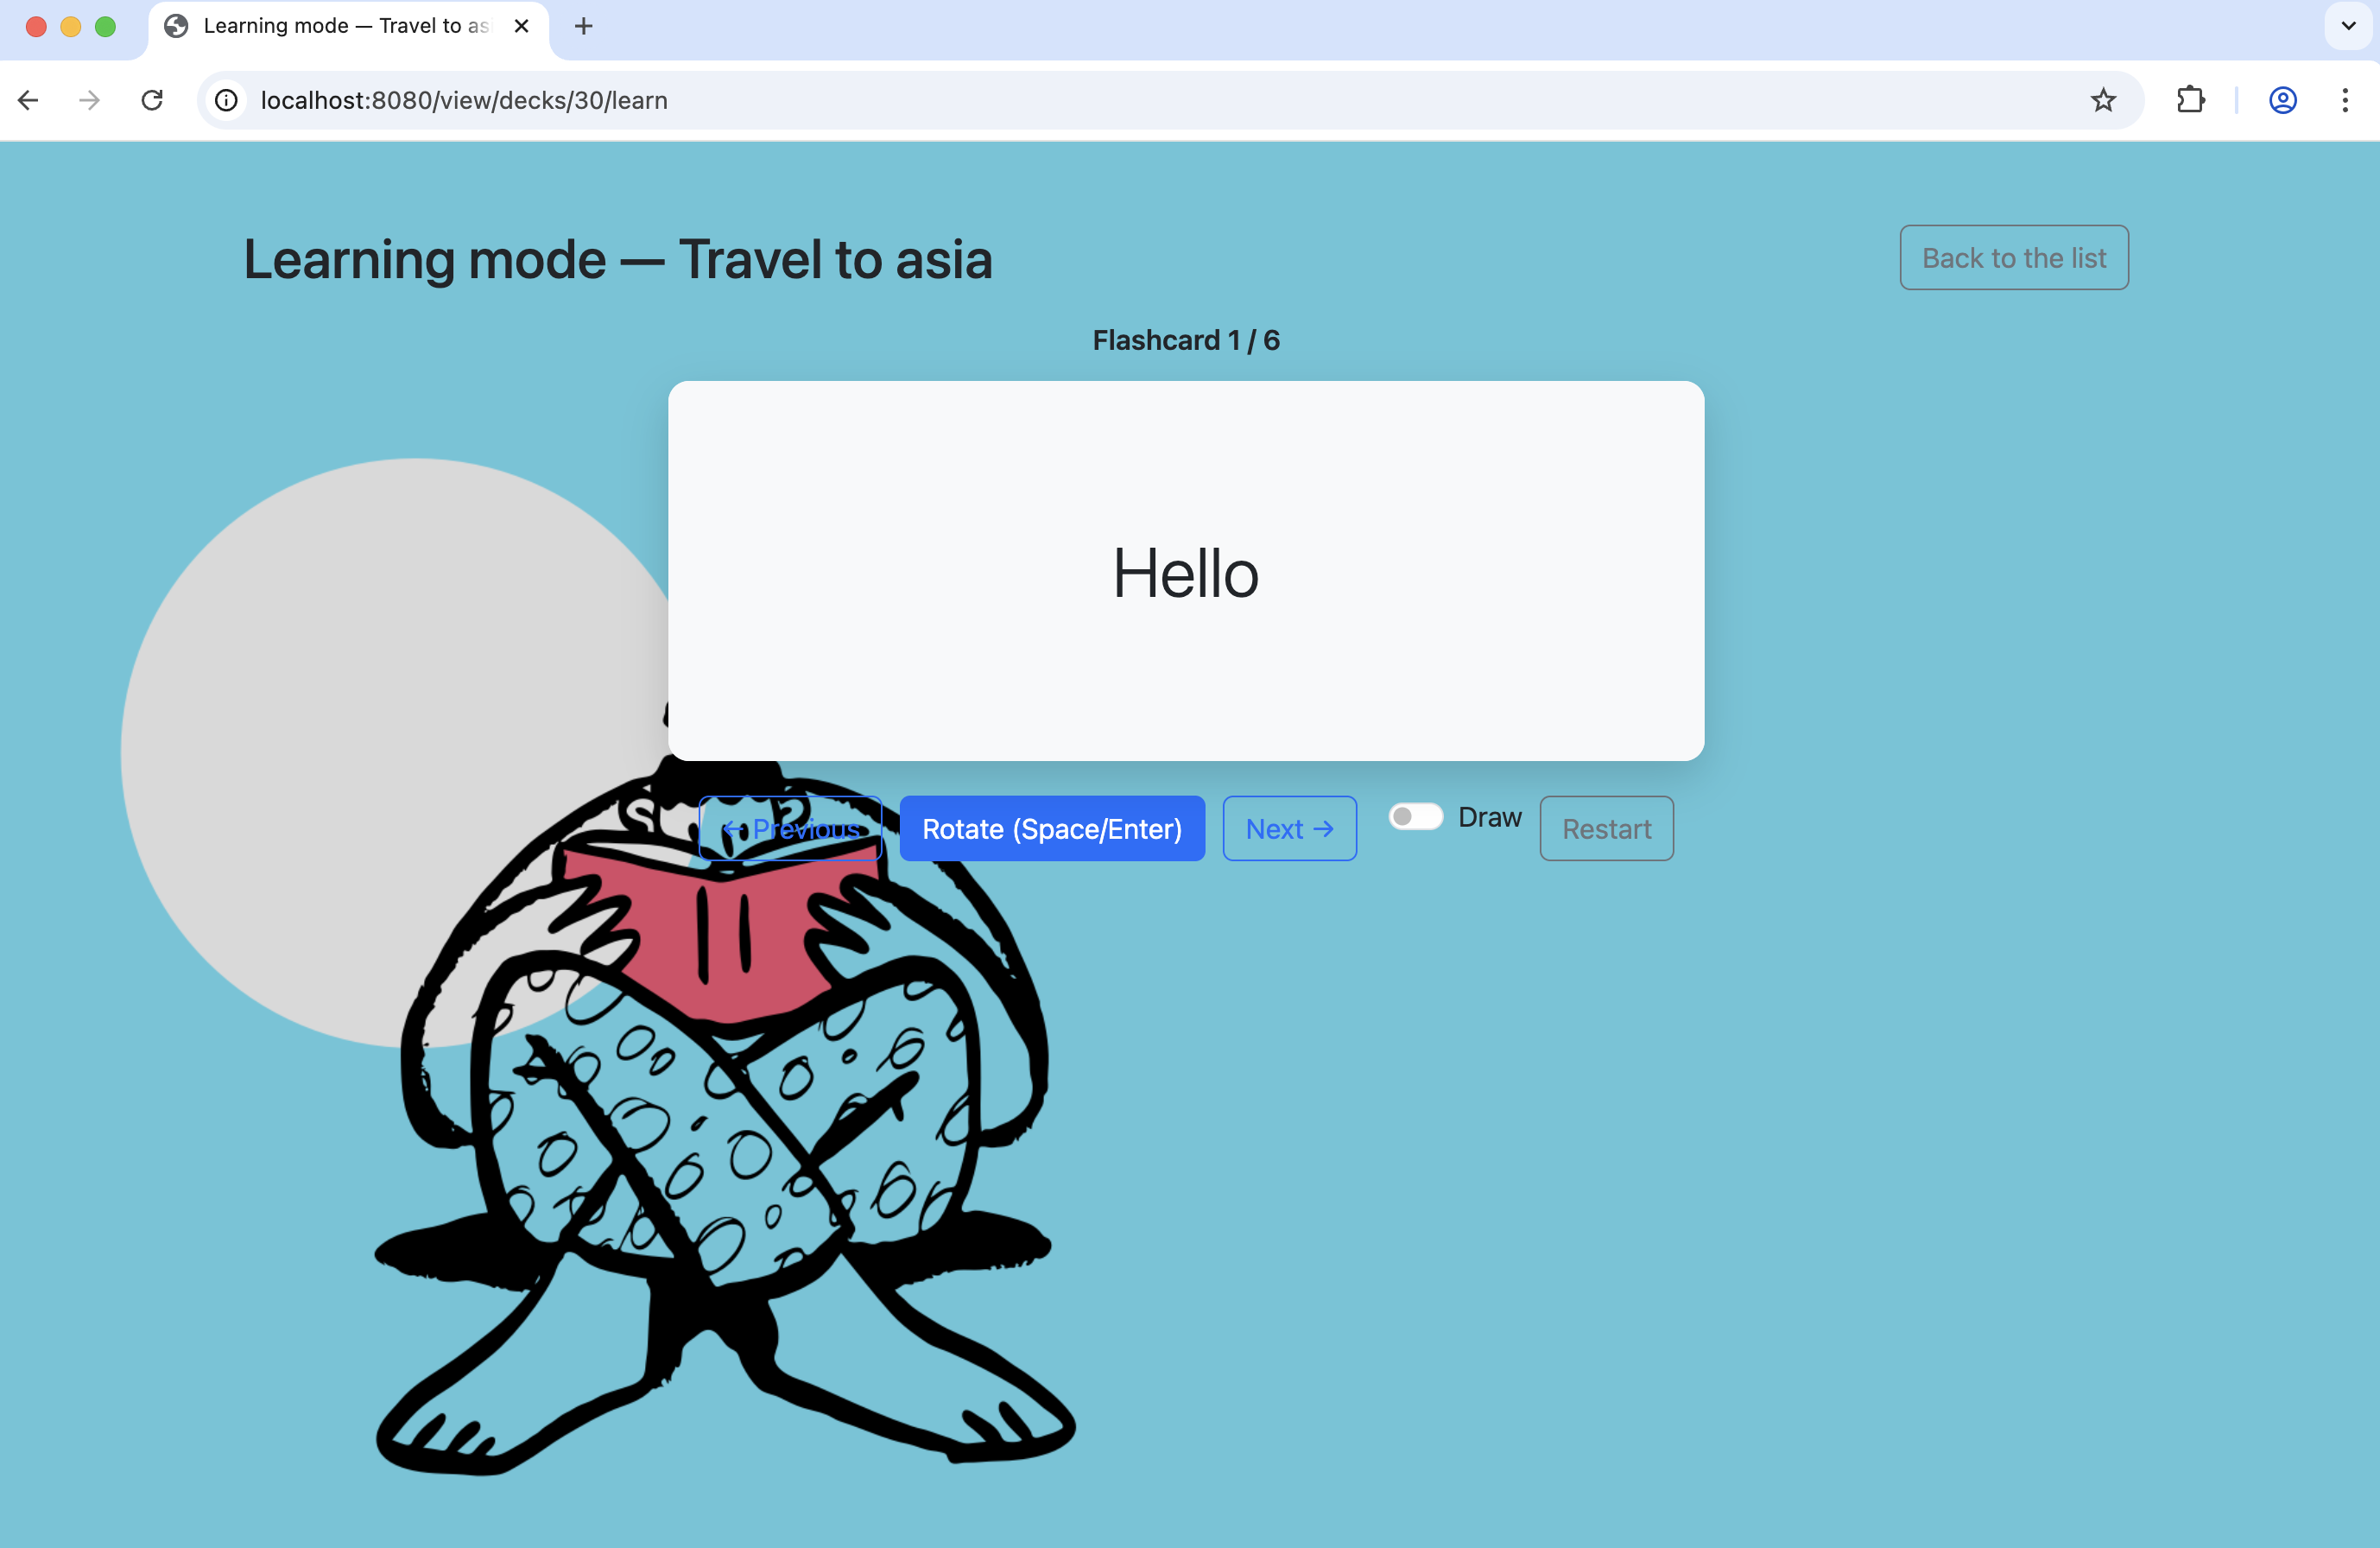 Learning mode — Travel to as
localhost:8080/view/decks/30/learn
Learning mode — Travel to asia
Back to the list
Flashcard 1 / 6
Hello
← Previous
Rotate (Space/Enter)
Next →
Draw
Restart